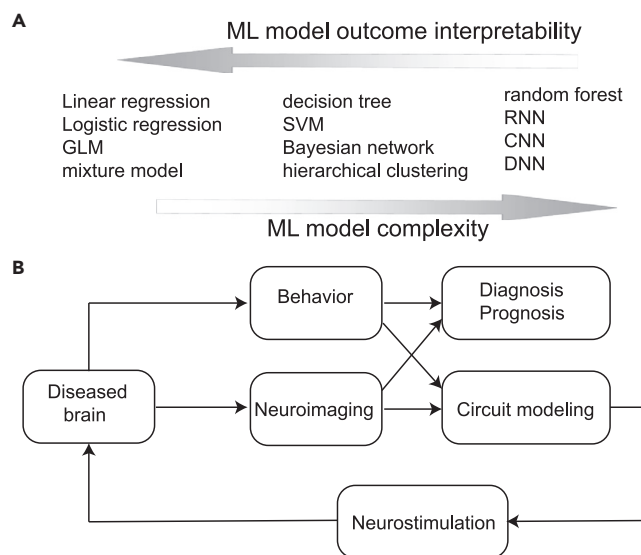 A
ML model outcome interpretability
Linear regression
Logistic regression
GLM
mixture model
decision tree
SVM
Bayesian network
hierarchical clustering
random forest
RNN
CNN
DNN
ML model complexity
B
Behavior
Diagnosis
Prognosis
Diseased
brain
Neuroimaging
Circuit modeling
Neurostimulation